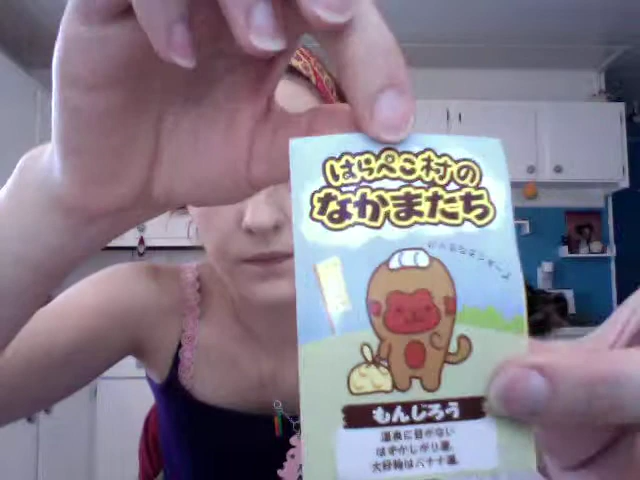 はらぺこ村の
なかまたち
もんじろう
温泉に目がない
はずかしがり屋。
大好物はバナナ。